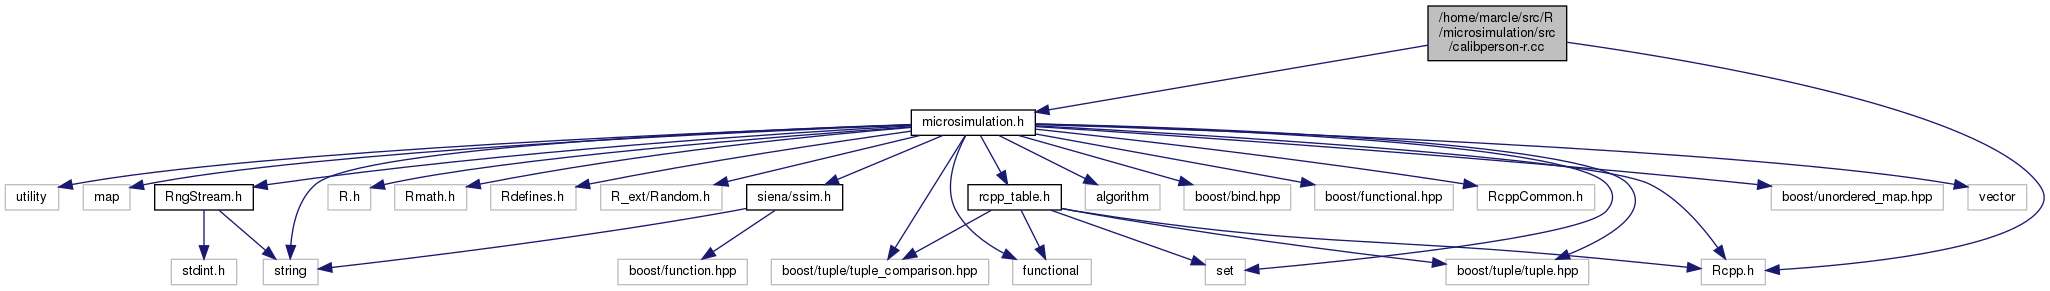 /home/marcle/src/R
/microsimulation/src
/calibperson-r.cc
microsimulation.h
utility
map
RngStream.h
R.h
Rmath.h
Rdefines.h
R_ext/Random.h
siena/ssim.h
rcpp_table.h
algorithm
boost/bind.hpp
boost/functional.hpp
RcppCommon.h
boost/unordered_map.hpp
vector
stdint.h
string
boost/function.hpp
boost/tuple/tuple_comparison.hpp
functional
set
boost/tuple/tuple.hpp
Rcpp.h